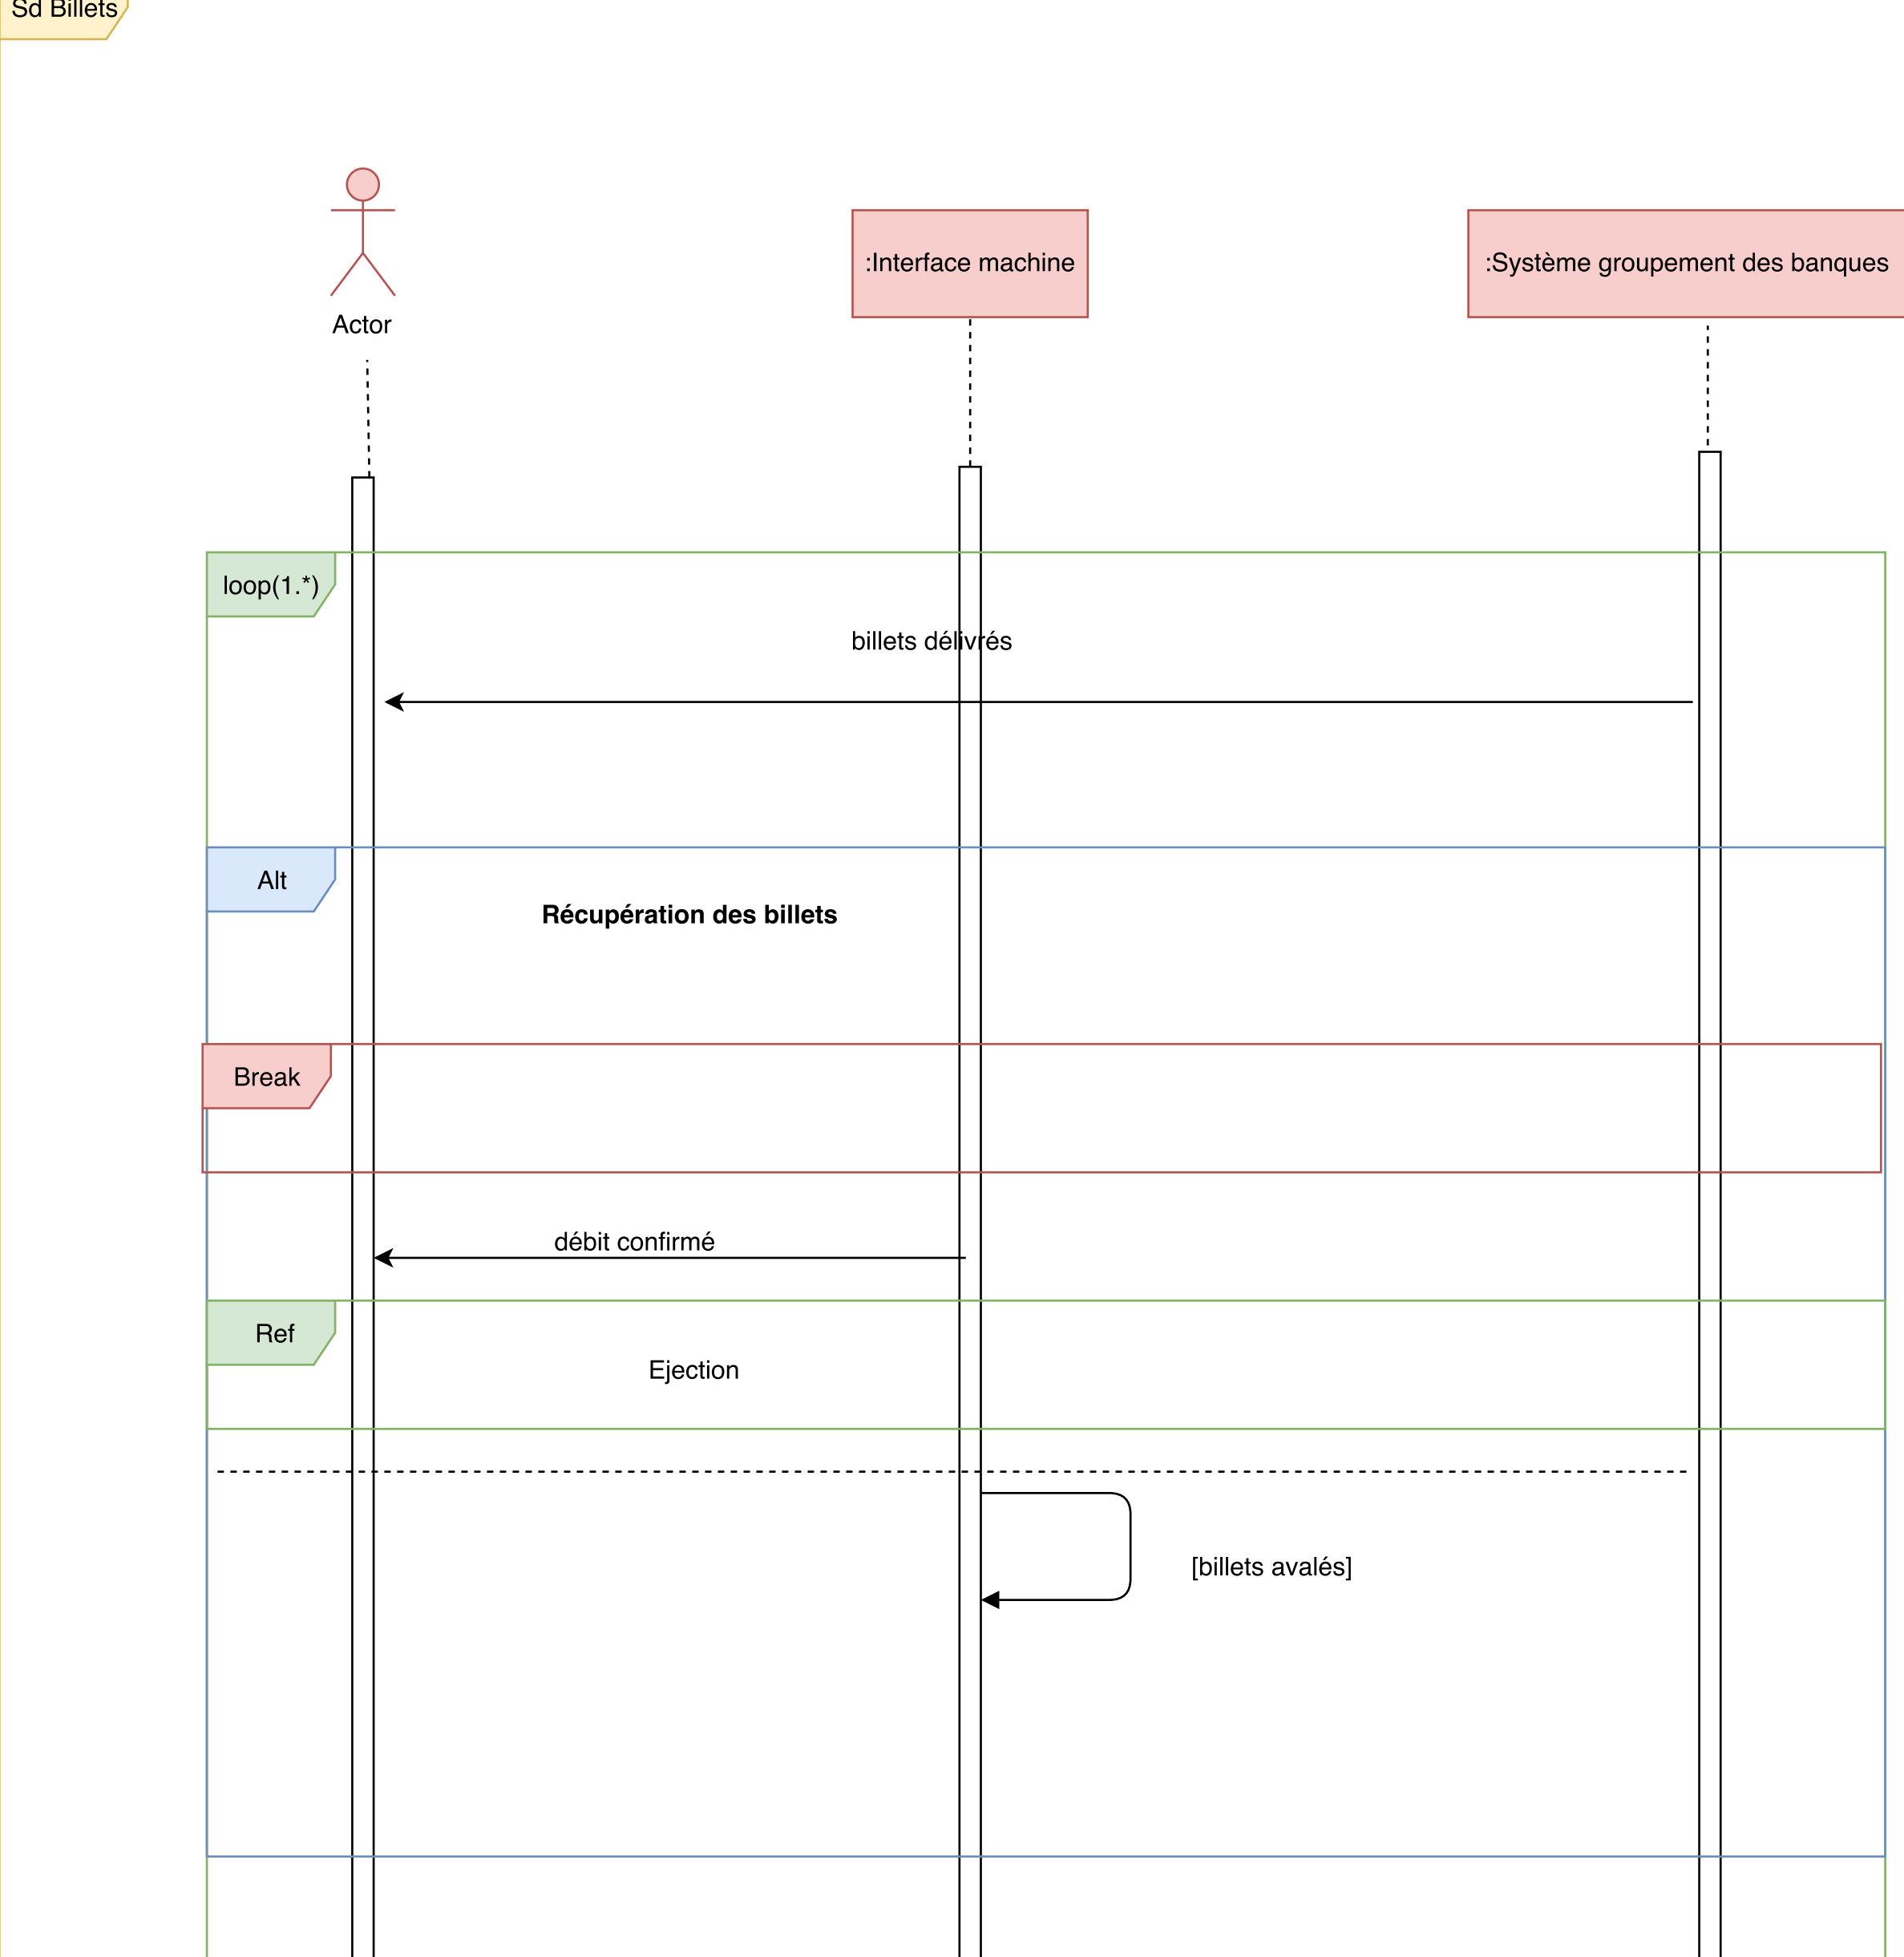 Sd Billets
:Interface machine
:Système groupement des banques
Actor
loop(1.*)
billets délivrés
Alt
Récupération des billets
Break
débit confirmé
Ref
Ejection
[billets avalés]